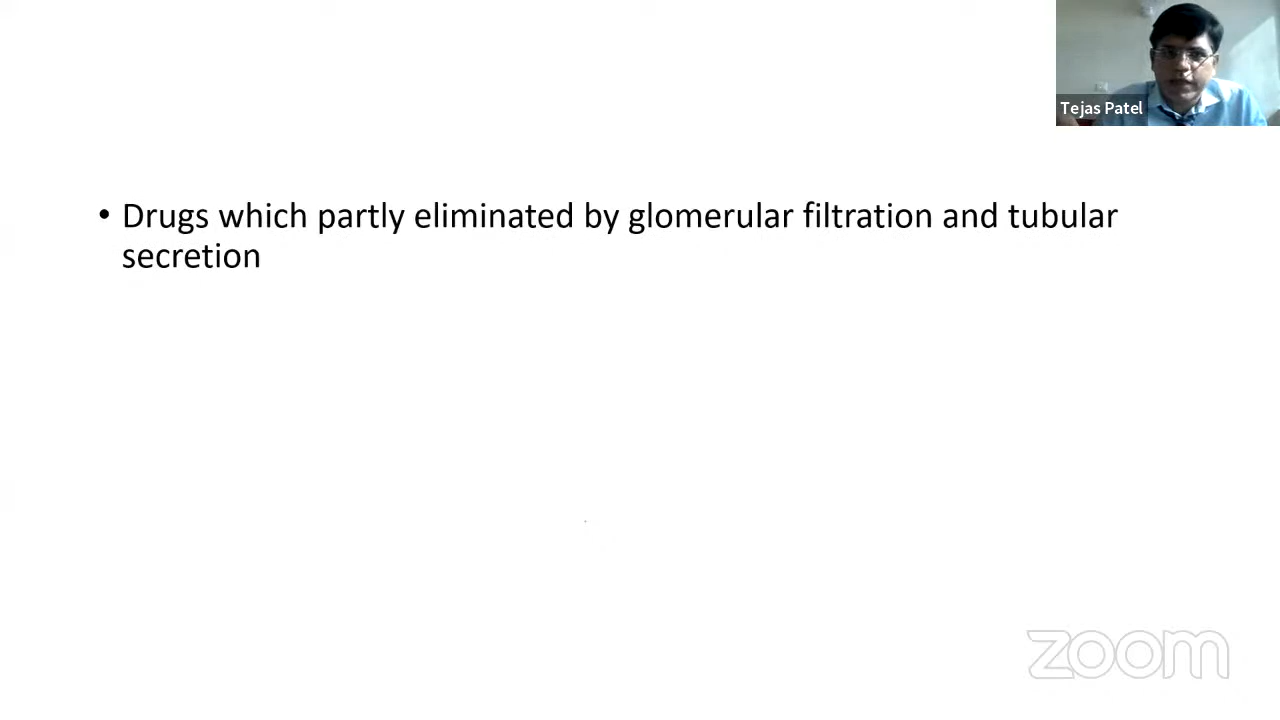 Tejas Patel
• Drugs which partly eliminated by glomerular filtration and tubular
secretion
zoom